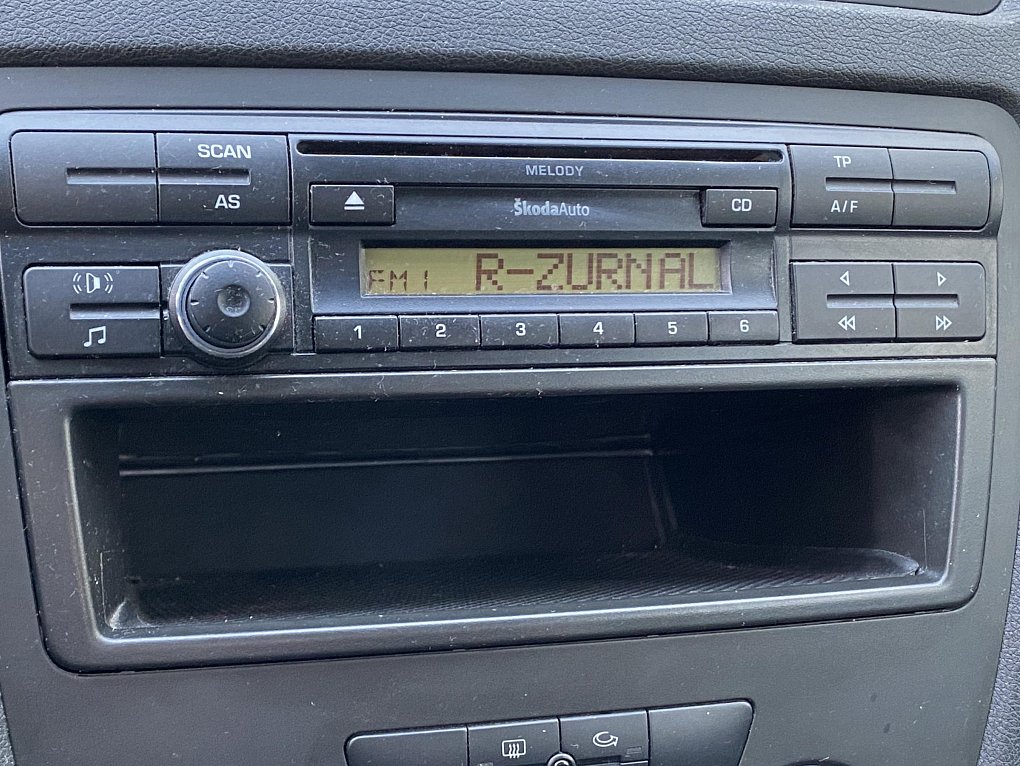 SCAN
AS
MELODY
ŠkodaAuto
CD
TP
A/F
FM1 R-ZURNAL
1 2 3 4 5 6